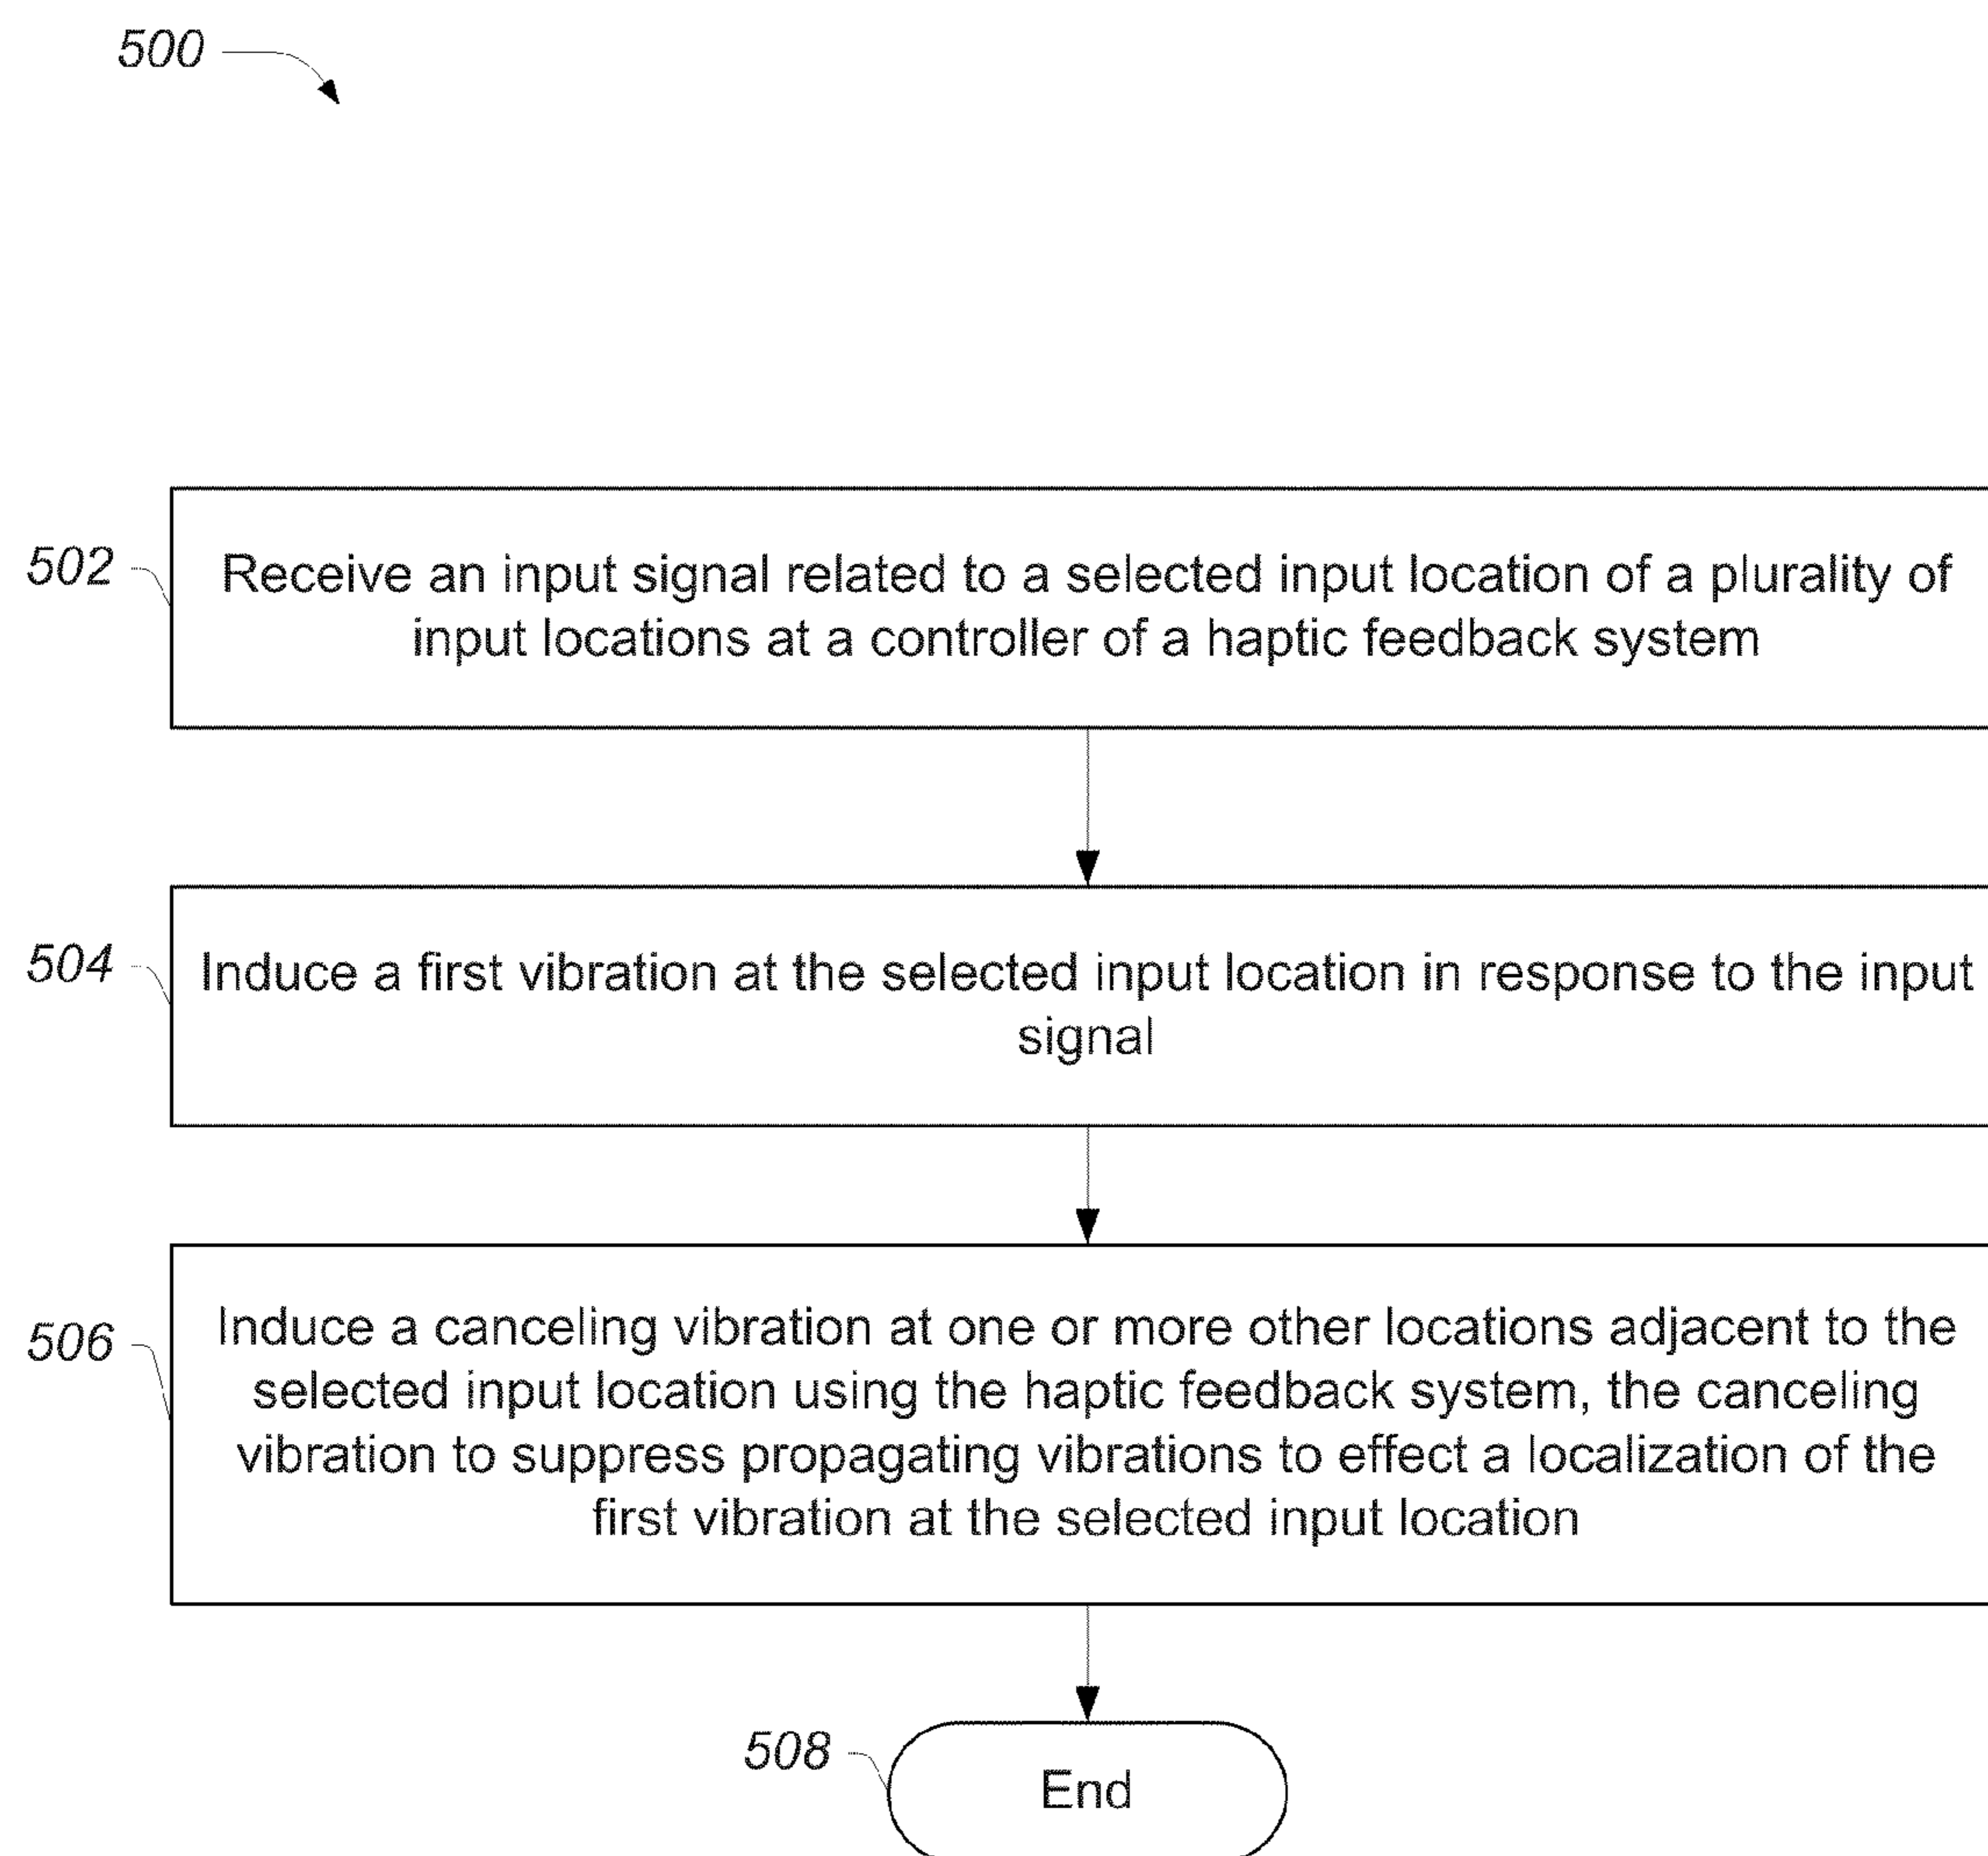 500
502
Receive an input signal related to a selected input location of a plurality of
input locations at a controller of a haptic feedback system
504
Induce a first vibration at the selected input location in response to the input
signal
506
Induce a canceling vibration at one or more other locations adjacent to the
selected input location using the haptic feedback system, the canceling
vibration to suppress propagating vibrations to effect a localization of the
first vibration at the selected input location
508
End